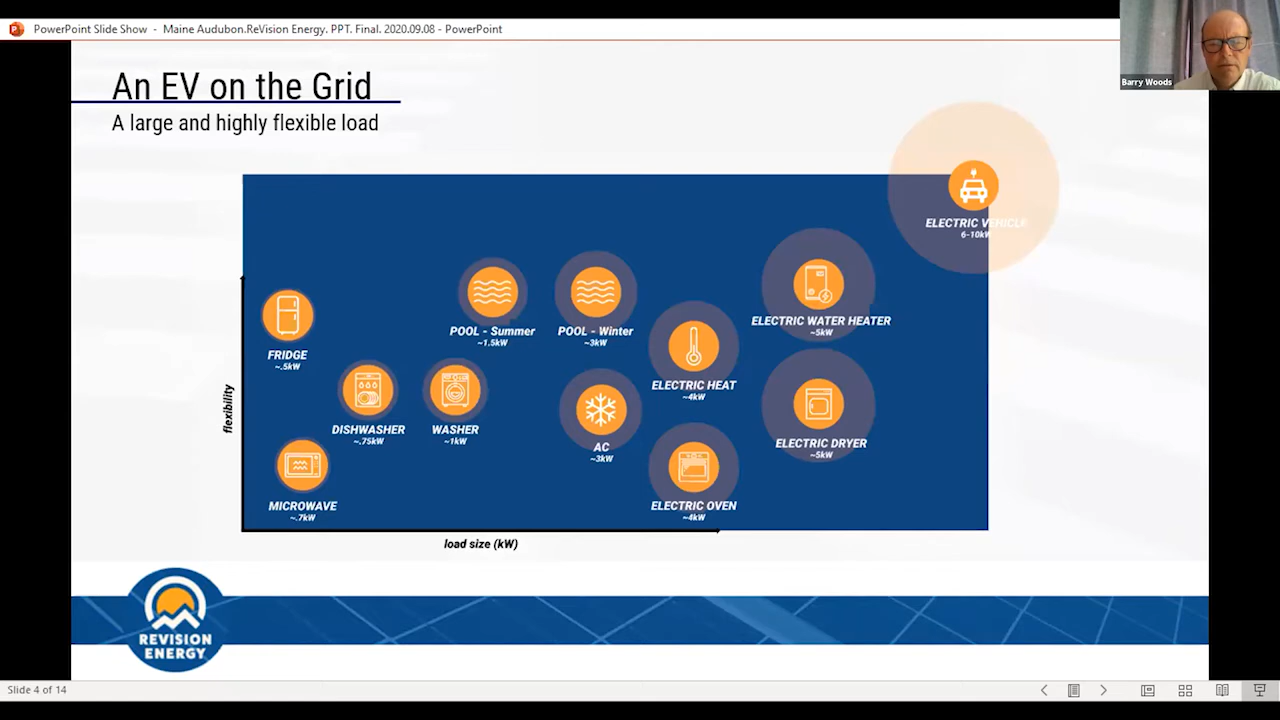 PowerPoint Slide Show - Maine Audubon.ReVision Energy. PPT. Final. 2020.09.08 - PowerPoint
Barry Woods
An EV on the Grid
A large and highly flexible load
ELECTRIC VEHICLE
6-10kW
FRIDGE
~.5kW
POOL - Summer
~1.5kW
POOL - Winter
~3kW
ELECTRIC WATER HEATER
~5kW
ELECTRIC HEAT
~4kW
DISHWASHER
~.75kW
WASHER
~1kW
AC
~3kW
ELECTRIC DRYER
~5kW
MICROWAVE
~.7kW
ELECTRIC OVEN
~4kW
flexibility
load size (kW)
REVISION
ENERGY
Slide 4 of 14